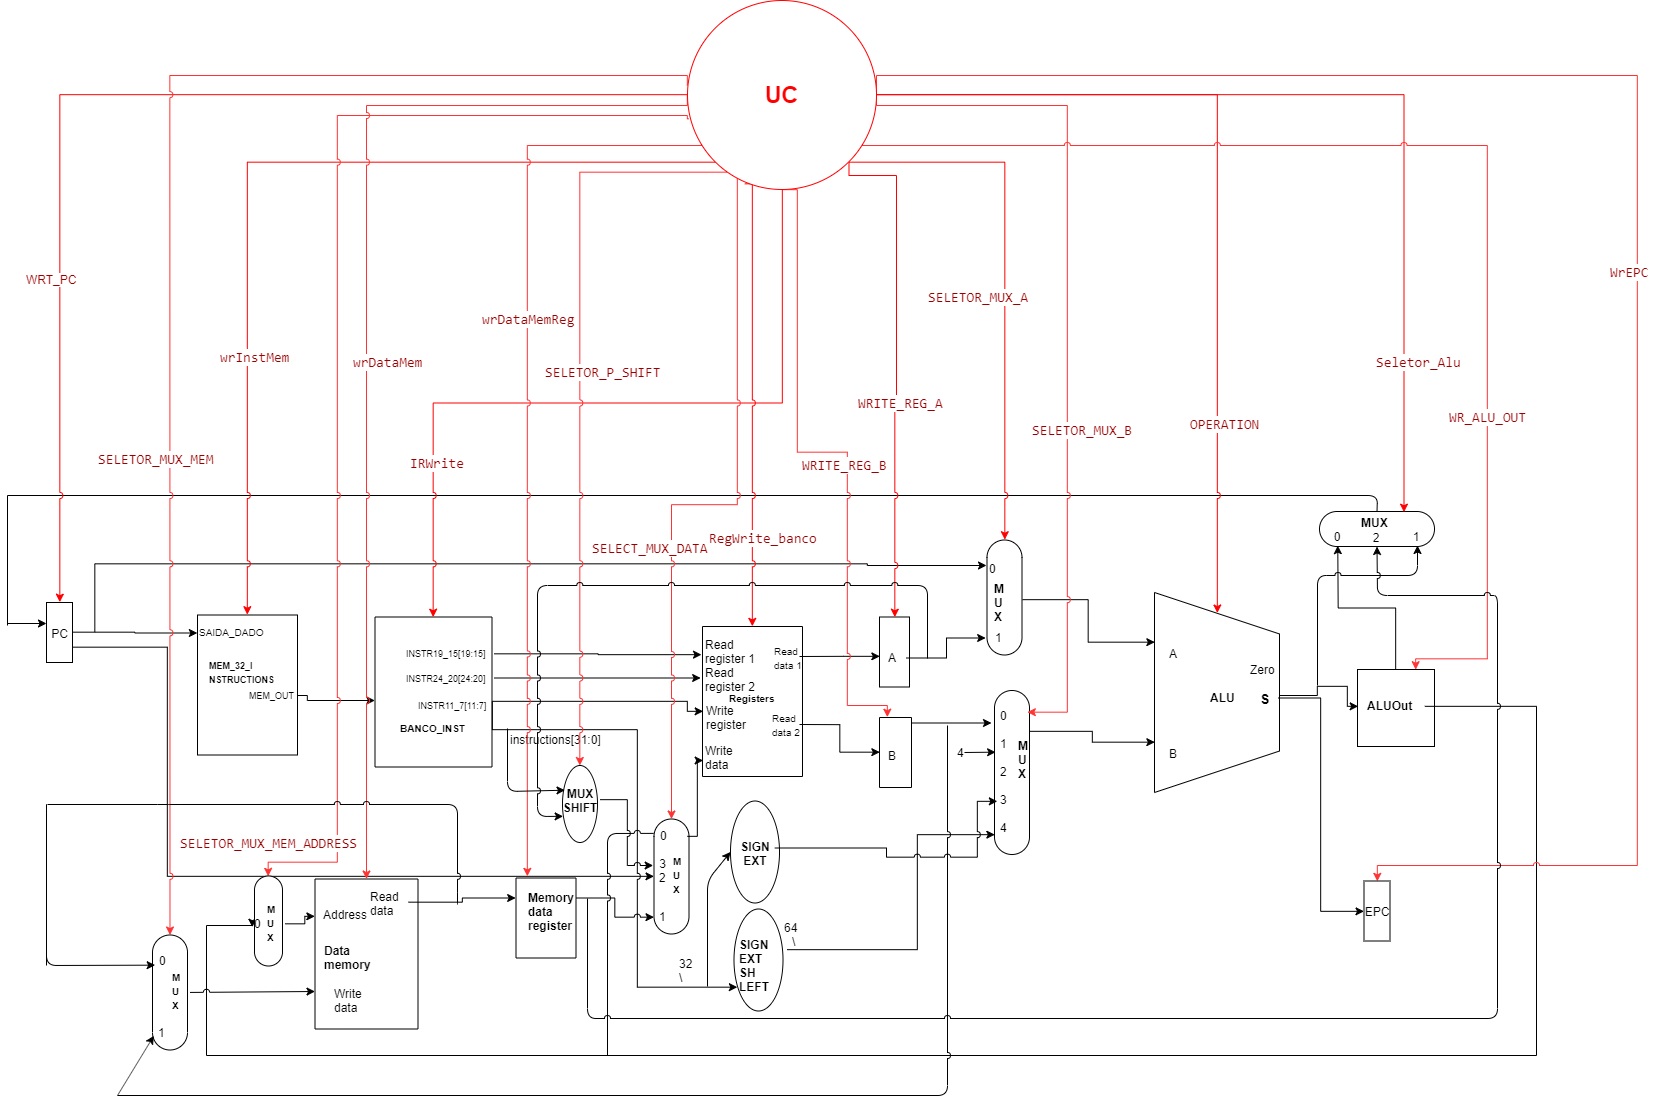 UC
WRT_PC
WrEPC
SELETOR_MUX_A
wrDataMemReg
wrInstMem
wrDataMem
Seletor_Alu
SELETOR_P_SHIFT
WRITE_REG_A
WR_ALU_OUT
OPERATION
SELETOR_MUX_B
SELETOR_MUX_MEM
IRWrite
WRITE_REG_B
MUX
0 2 1
RegWrite_banco
SELECT_MUX_DATA
0
M
U
X
1
PC
SAIDA_DADO
MEM_32_I
NSTRUCTIONS
MEM_OUT
INSTR19_15[19:15]
INSTR24_20[24:20]
INSTR11_7[11:7]
BANCO_INST
instructions[31:0]
Read
register 1
Read
register 2
Registers
Write
register
Write
data
Read
data 1
Read
data 2
A
B
0
1
2
3
4
M
U
X
4
A
B
ALU
Zero
S
ALUOut
MUX
SHIFT
0
3
2
1
M
U
X
SIGN
EXT
SIGN
EXT
SH
LEFT
64
\
32
\
EPC
SELETOR_MUX_MEM_ADDRESS
M
U
X
0
Address
Read
data
Data
memory
Write
data
Memory
data
register
0
M
U
X
1